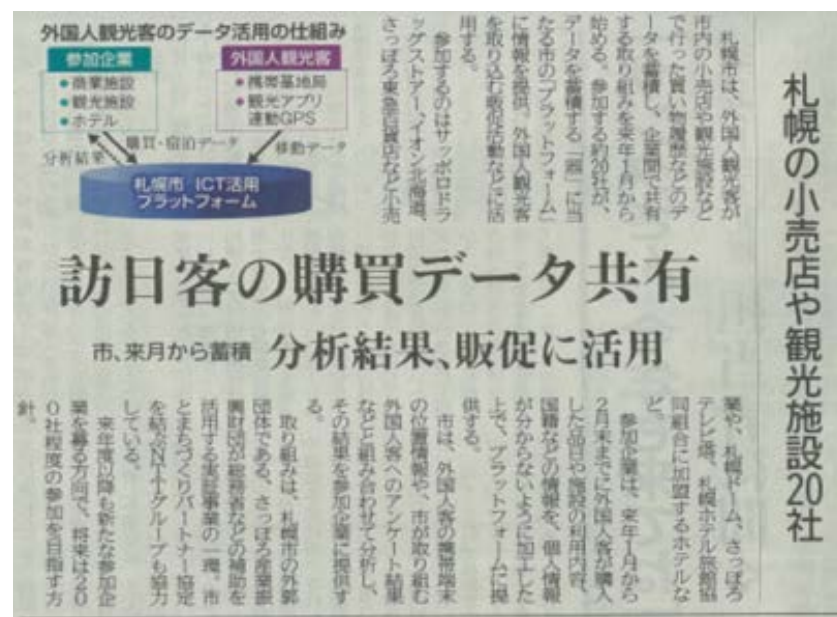 札幌の小売店や観光施設20社
訪日客の購買データ共有
市、来月から蓄積
分析結果、販促に活用
外国人観光客のデータ活用の仕組み
参加企業
●商業施設
●観光施設
●ホテル
外国人観光客
●携帯基地局
●観光アプリ
連動GPS
分析結果
購買・宿泊データ
移動データ
札幌市 ICT活用
プラットフォーム
札幌市は、外国人観光客が
市内の小売店や観光施設など
で行った買い物履歴などのデ
ータを蓄積し、企業間で共有
する取り組みを来年1月から
始める。参加する約20社が、
データを蓄積する「器」に当
たる市の「プラットフォーム」
に情報を提供。外国人観光客
を取り込む販促活動などに活
用する。
参加するのはサッポロドラ
ッグストアー、イオン北海道、
さっぽろ東急百貨店など小売
業や、札幌ドーム、さっぽろ
テレビ塔、札幌ホテル旅館協
同組合に加盟するホテルな
ど。
参加企業は、来年1月から
2月末までに外国人客が購入
した品目や施設の利用内容、
国籍などの情報を、個人情報
が分からないように加工した
上で、プラットフォームに提
供する。
市は、外国人客の携帯端末
の位置情報や、市が取り組む
外国人客へのアンケート結果
などと組み合わせて分析し、
その結果を参加企業に提供す
る。
取り組みは、札幌市の外郭
団体である、さっぽろ産業振
興財団が総務省などの補助を
活用する実証事業の一環。市
とまちづくりパートナー協定
を結ぶNTTグループも協力
している。
来年度以降も新たな参加企
業を募る方向で、将来は20
0社程度の参加を目指す方
針。